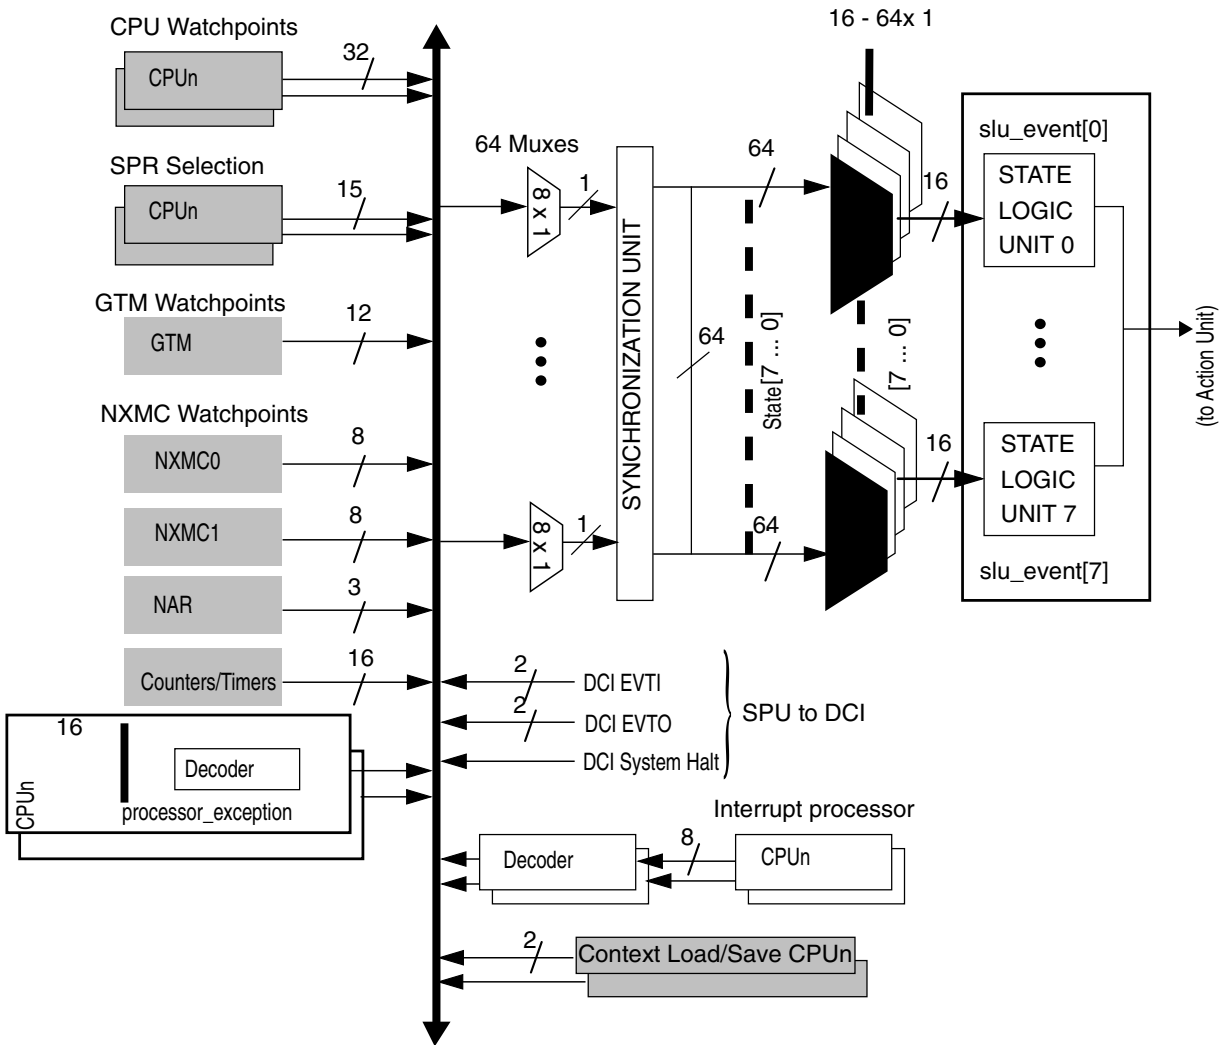 CPU Watchpoints
CPUn
32
SPR Selection
CPUn
15
GTM Watchpoints
GTM
12
NXMC Watchpoints
NXMC0
8
NXMC1
8
NAR
3
Counters/Timers
16
16
CPUn
Decoder
processor_exception
64 Muxes
8 x 1
1
8 x 1
1
SYNCHRONIZATION UNIT
64
64
64
State[7 ... 0]
16 - 64x 1
[7 ... 0]
16
16
slu_event[0]
STATE
LOGIC
UNIT 0
STATE
LOGIC
UNIT 7
slu_event[7]
(to Action Unit)
2
DCI EVTI
2
DCI EVTO
DCI System Halt
SPU to DCI
Interrupt processor
Decoder
8
CPUn
2
Context Load/Save CPUn